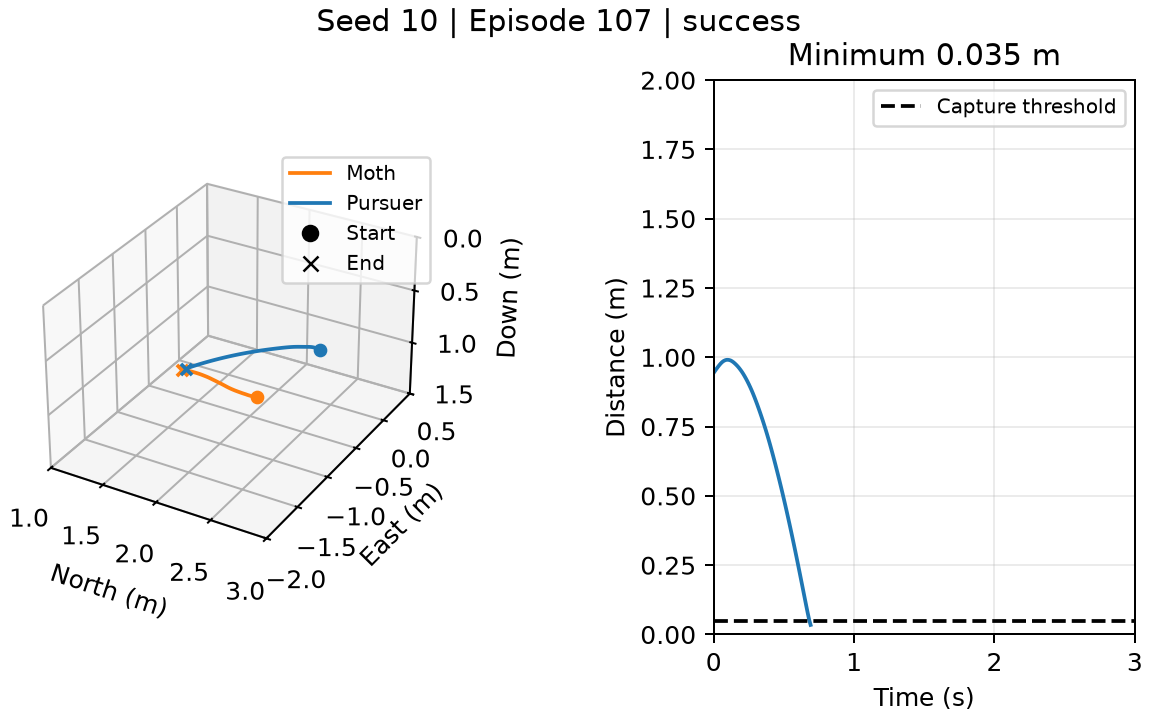 Seed 10 | Episode 107 | success
Moth
Pursuer
Start
End
0.0
0.5
1.0
1.5
Down (m)
0.5
0.0
−0.5
−1.0
−1.5
−2.0
East (m)
1.0
1.5
2.0
2.5
3.0
North (m)
Minimum 0.035 m
Capture threshold
2.00
1.75
1.50
1.25
1.00
0.75
0.50
0.25
0.00
Distance (m)
0 1 2 3
Time (s)